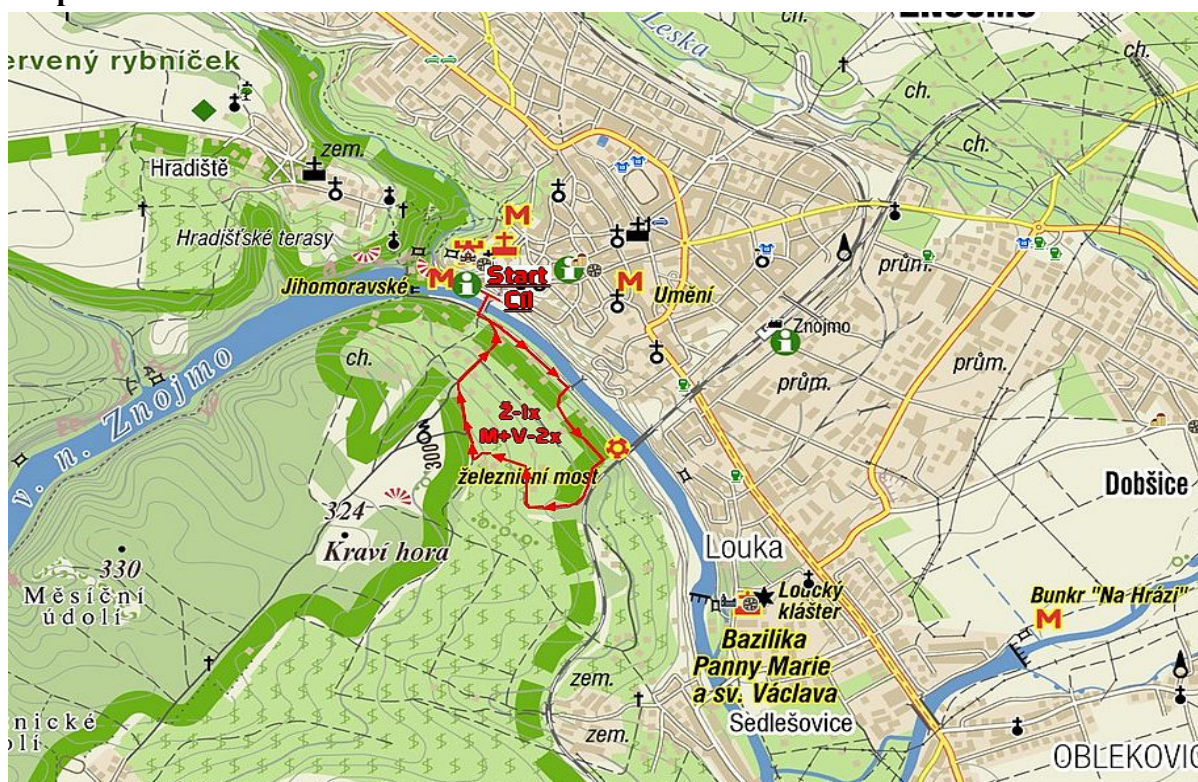 ZNOJMO
Leska
ch.
ch.
ervený rybníček
ch.
zem.
Hradiště
Hradišťské terasy
M
M
Jihomoravské
Start
Cíl
M
Umění
prům.
Znojmo
prům.
prům.
v. n. Znojmo
ch.
Ž-1x
M+V-2x
300
železniční most
324
Kraví hora
Dobšice
330
Měsíční
údolí
Louka
Loucký
klášter
Bunkr "Na Hrázi"
M
Bazilika
Panny Marie
a sv. Václava
zem.
Sedlešovice
zem.
nické
olí
OBLEKOVIC